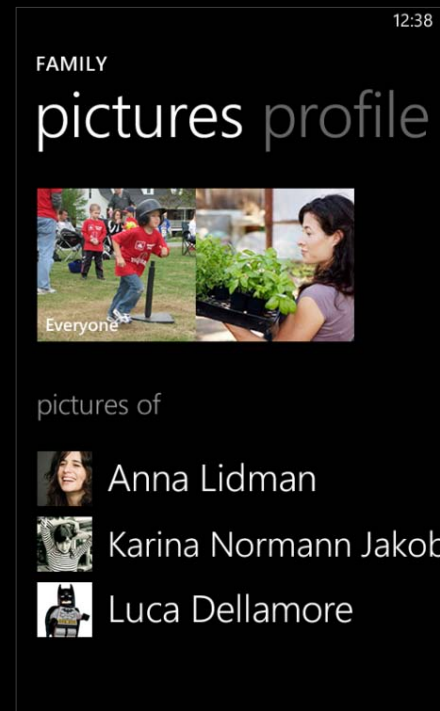 12:38
FAMILY
pictures profile
Everyone
pictures of
Anna Lidman
Karina Normann Jakob
Luca Dellamore